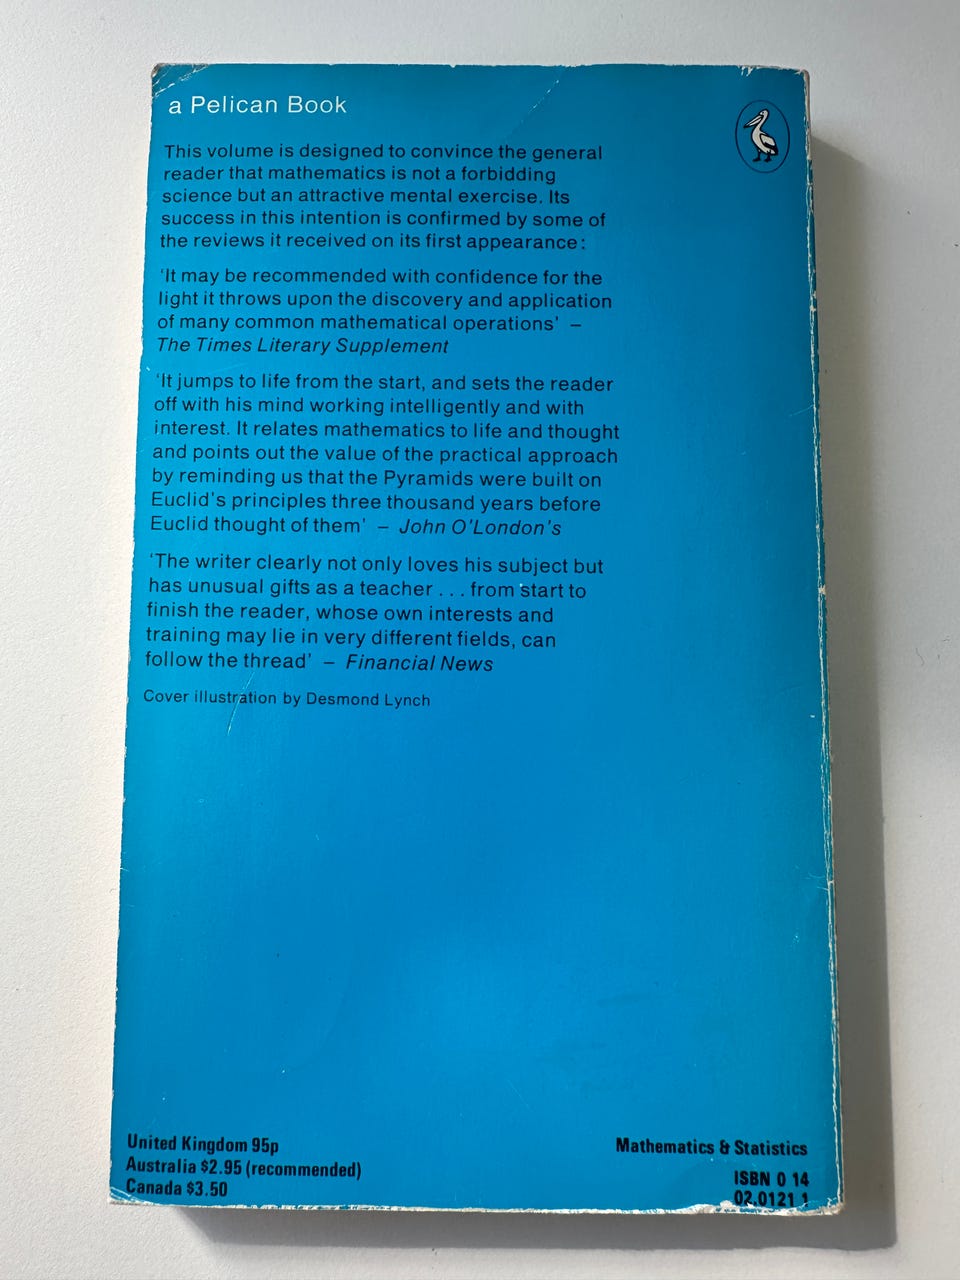 a Pelican Book
This volume is designed to convince the general
reader that mathematics is not a forbidding
science but an attractive mental exercise. Its
success in this intention is confirmed by some of
the reviews it received on its first appearance:
'It may be recommended with confidence for the
light it throws upon the discovery and application
of many common mathematical operations' –
The Times Literary Supplement
'It jumps to life from the start, and sets the reader
off with his mind working intelligently and with
interest. It relates mathematics to life and thought
and points out the value of the practical approach
by reminding us that the Pyramids were built on
Euclid's principles three thousand years before
Euclid thought of them' – John O'London's
'The writer clearly not only loves his subject but
has unusual gifts as a teacher . . . from start to
finish the reader, whose own interests and
training may lie in very different fields, can
follow the thread' – Financial News
Cover illustration by Desmond Lynch
United Kingdom 95p
Australia $2.95 (recommended)
Canada $3.50
Mathematics & Statistics
ISBN 0 14
02.0121 1